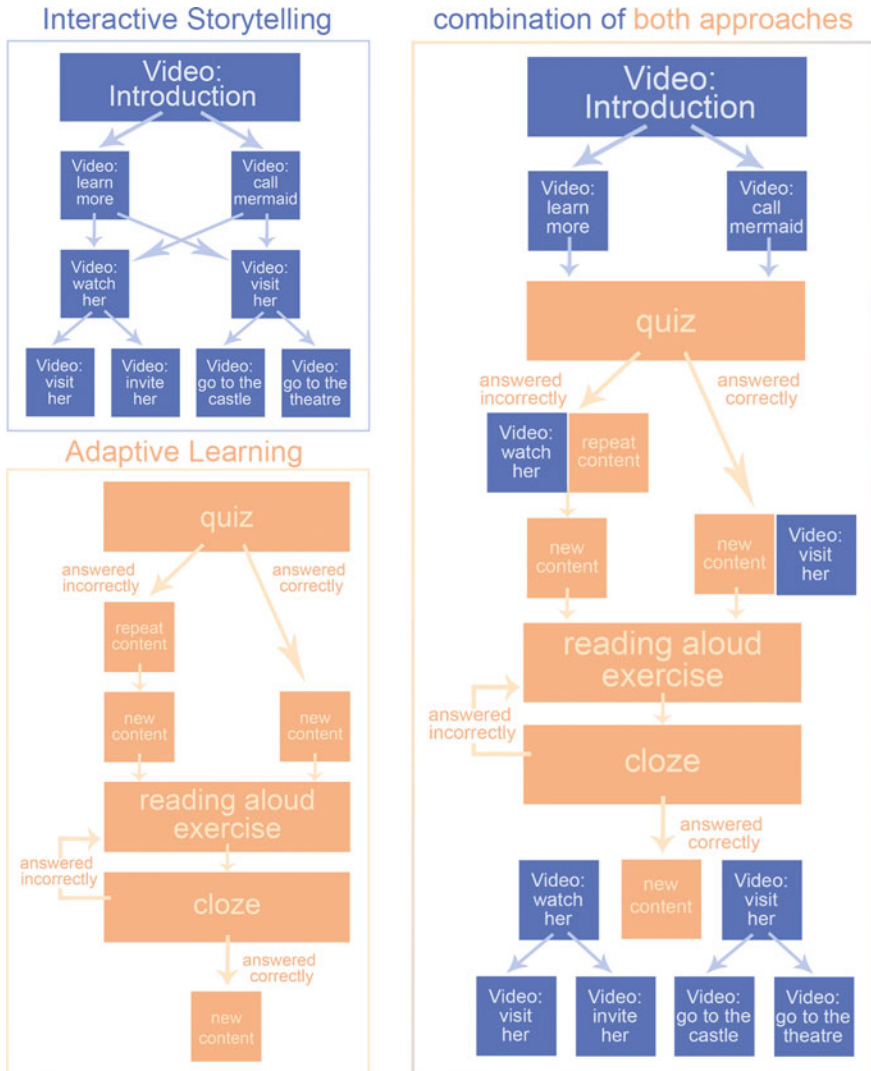 Interactive Storytelling
Video:
Introduction
Video:
learn
more
Video:
call
mermaid
Video:
watch
her
Video:
visit
her
Video:
visit
her
Video:
invite
her
Video:
go to the
castle
Video:
go to the
theatre
Adaptive Learning
quiz
answered
incorrectly
answered
correctly
repeat
content
new
content
new
content
reading aloud
exercise
answered
incorrectly
cloze
answered
correctly
new
content
combination of both approaches
Video:
Introduction
Video:
learn
more
Video:
call
mermaid
quiz
answered
incorrectly
answered
correctly
Video:
watch
her
repeat
content
new
content
new
content
Video:
visit
her
reading aloud
exercise
answered
incorrectly
cloze
answered
correctly
Video:
watch
her
new
content
Video:
visit
her
Video:
visit
her
Video:
invite
her
Video:
go to the
castle
Video:
go to the
theatre